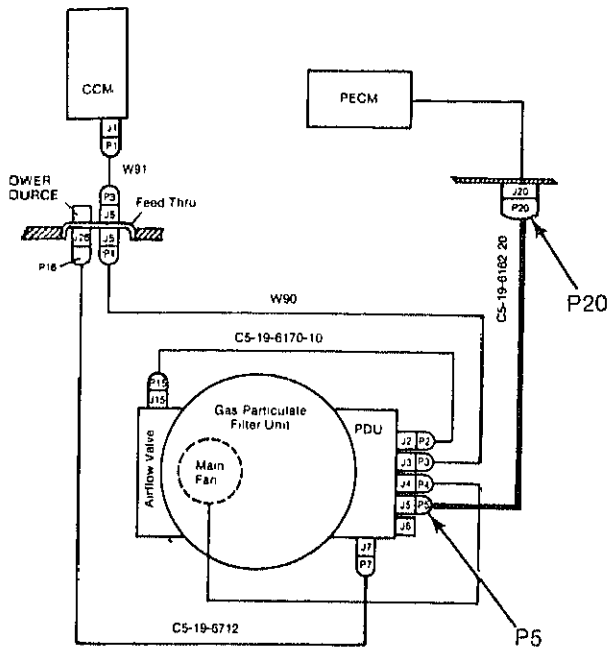 CCM
J1
P1
W91
PECM
OWER
OURCE
P3
J6
Feed Thru
J26
J5
P4
P16
J20
P20
C5-19-6162 20
P20
W90
C5-19-6170-10
P15
J15
Gas Particulate
Filter Unit
PDU
Airflow Valve
Main
Fan
J2 P2
J3 P3
J4 P4
J5 P5
J6
J7
P7
C5-19-6712
P5